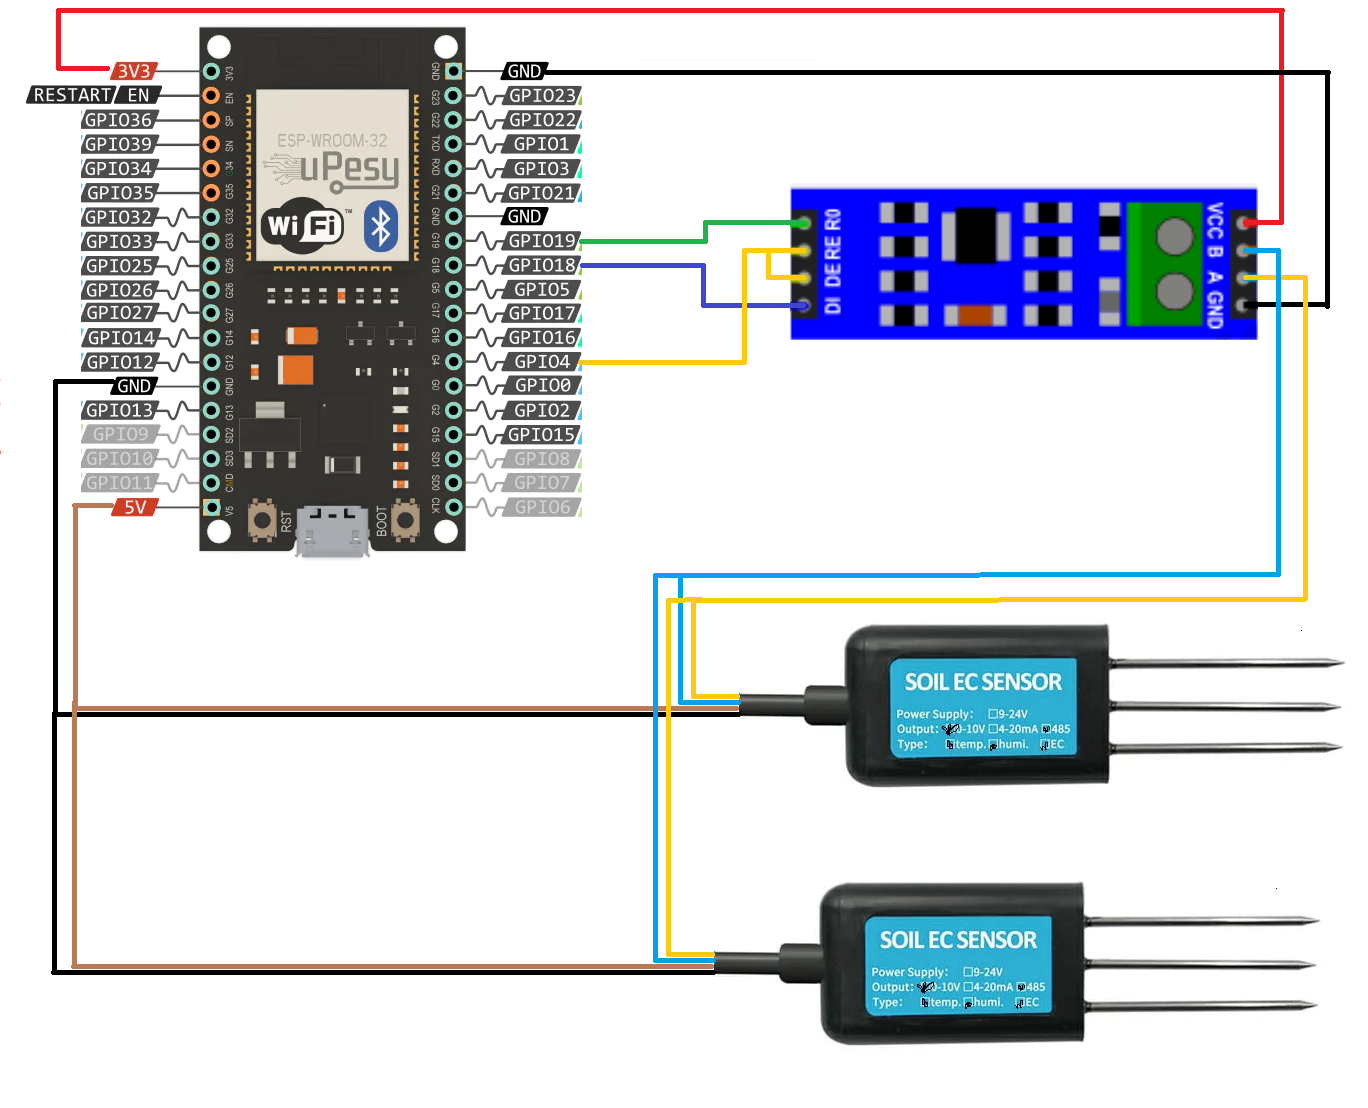 3V3
RESTART EN
GPIO36
GPIO39
GPIO34
GPIO35
GPIO32
GPIO33
GPIO25
GPIO26
GPIO27
GPIO14
GPIO12
GND
GPIO13
GPIO9
GPIO10
GPIO11
5V
3V3
EN
SP
SN
G34
G35
G32
G33
G25
G26
G27
G14
G12
GND
G13
SD2
SD3
CMD
V5
ESP-WROOM-32
uPesy
WiFi
TM
RST
BOOT
GND
G23
G22
TXD
RXD
G21
GND
G19
G18
G5
G17
G16
G4
G0
G2
G15
SD1
SD0
CLK
GND
GPIO23
GPIO22
GPIO1
GPIO3
GPIO21
GND
GPIO19
GPIO18
GPIO5
GPIO17
GPIO16
GPIO4
GPIO0
GPIO2
GPIO15
GPIO8
GPIO7
GPIO6
DI DE RE R0
VCC B A GND
SOIL EC SENSOR
Power Supply: □9-24V
Output: 0-10V □4-20mA 485
Type: temp. humi. EC
SOIL EC SENSOR
Power Supply: □9-24V
Output: 0-10V □4-20mA 485
Type: temp. humi. EC